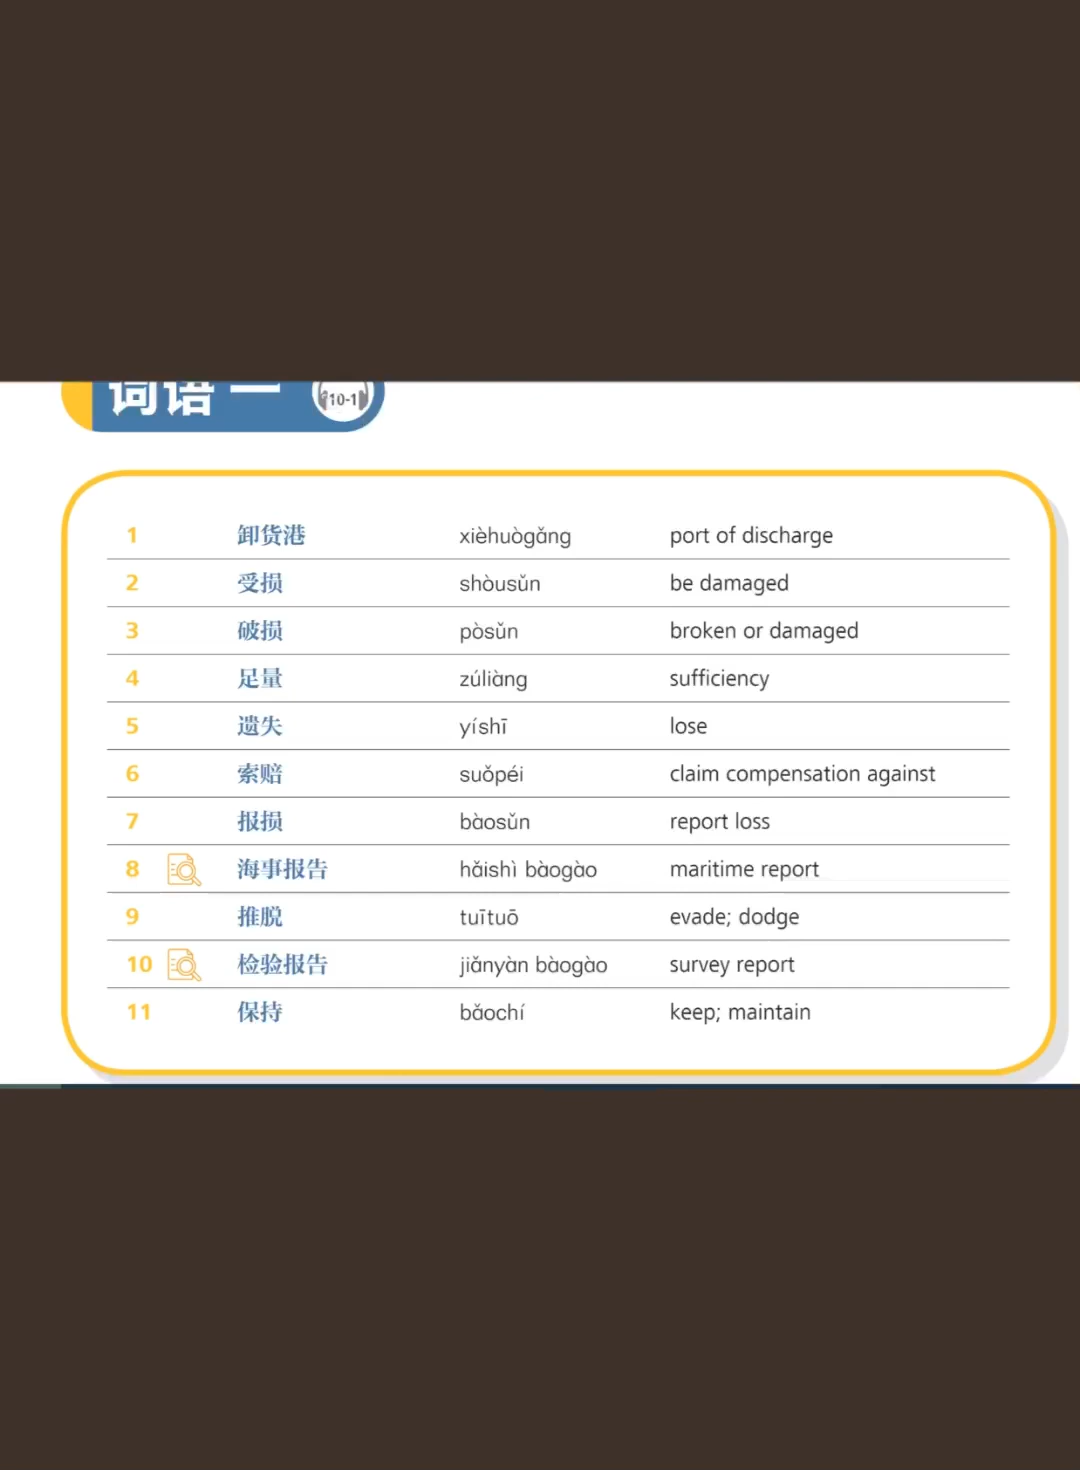 词语一 10-1
1 卸货港 xièhuògǎng port of discharge
2 受损 shòusǔn be damaged
3 破损 pòsǔn broken or damaged
4 足量 zúliàng sufficiency
5 遗失 yíshī lose
6 索赔 suǒpéi claim compensation against
7 报损 bàosǔn report loss
8 海事报告 hǎishì bàogào maritime report
9 推脱 tuītuō evade; dodge
10 检验报告 jiǎnyàn bàogào survey report
11 保持 bǎochí keep; maintain